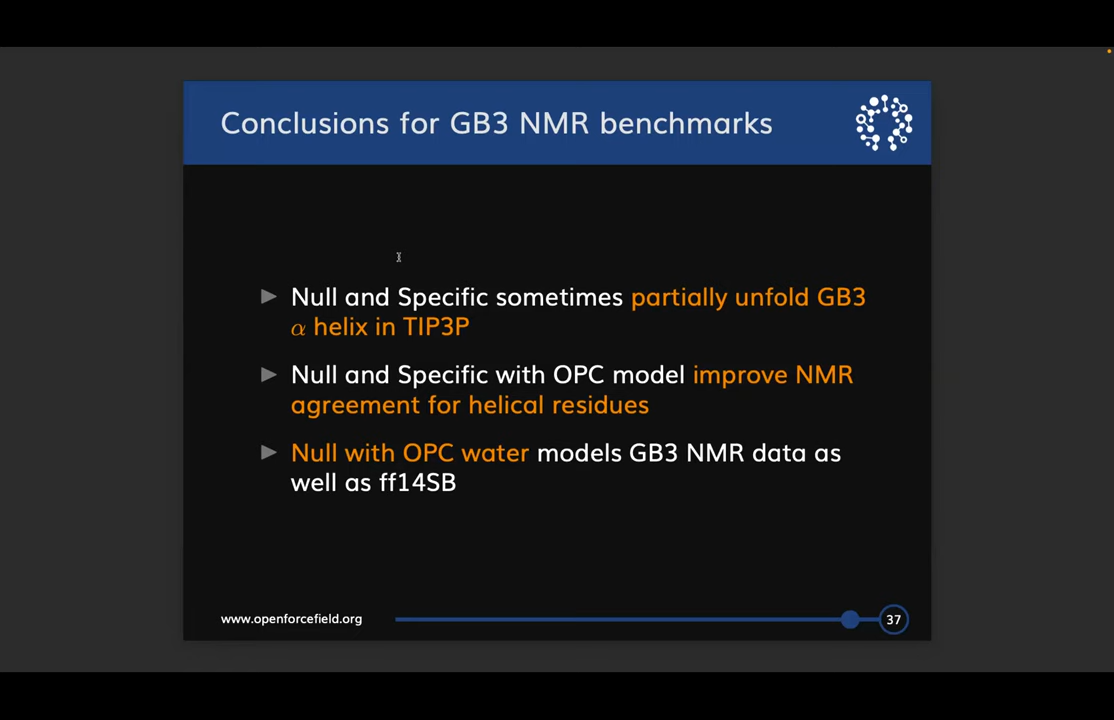 Conclusions for GB3 NMR benchmarks
Null and Specific sometimes partially unfold GB3
α helix in TIP3P
Null and Specific with OPC model improve NMR
agreement for helical residues
Null with OPC water models GB3 NMR data as
well as ff14SB
www.openforcefield.org
37